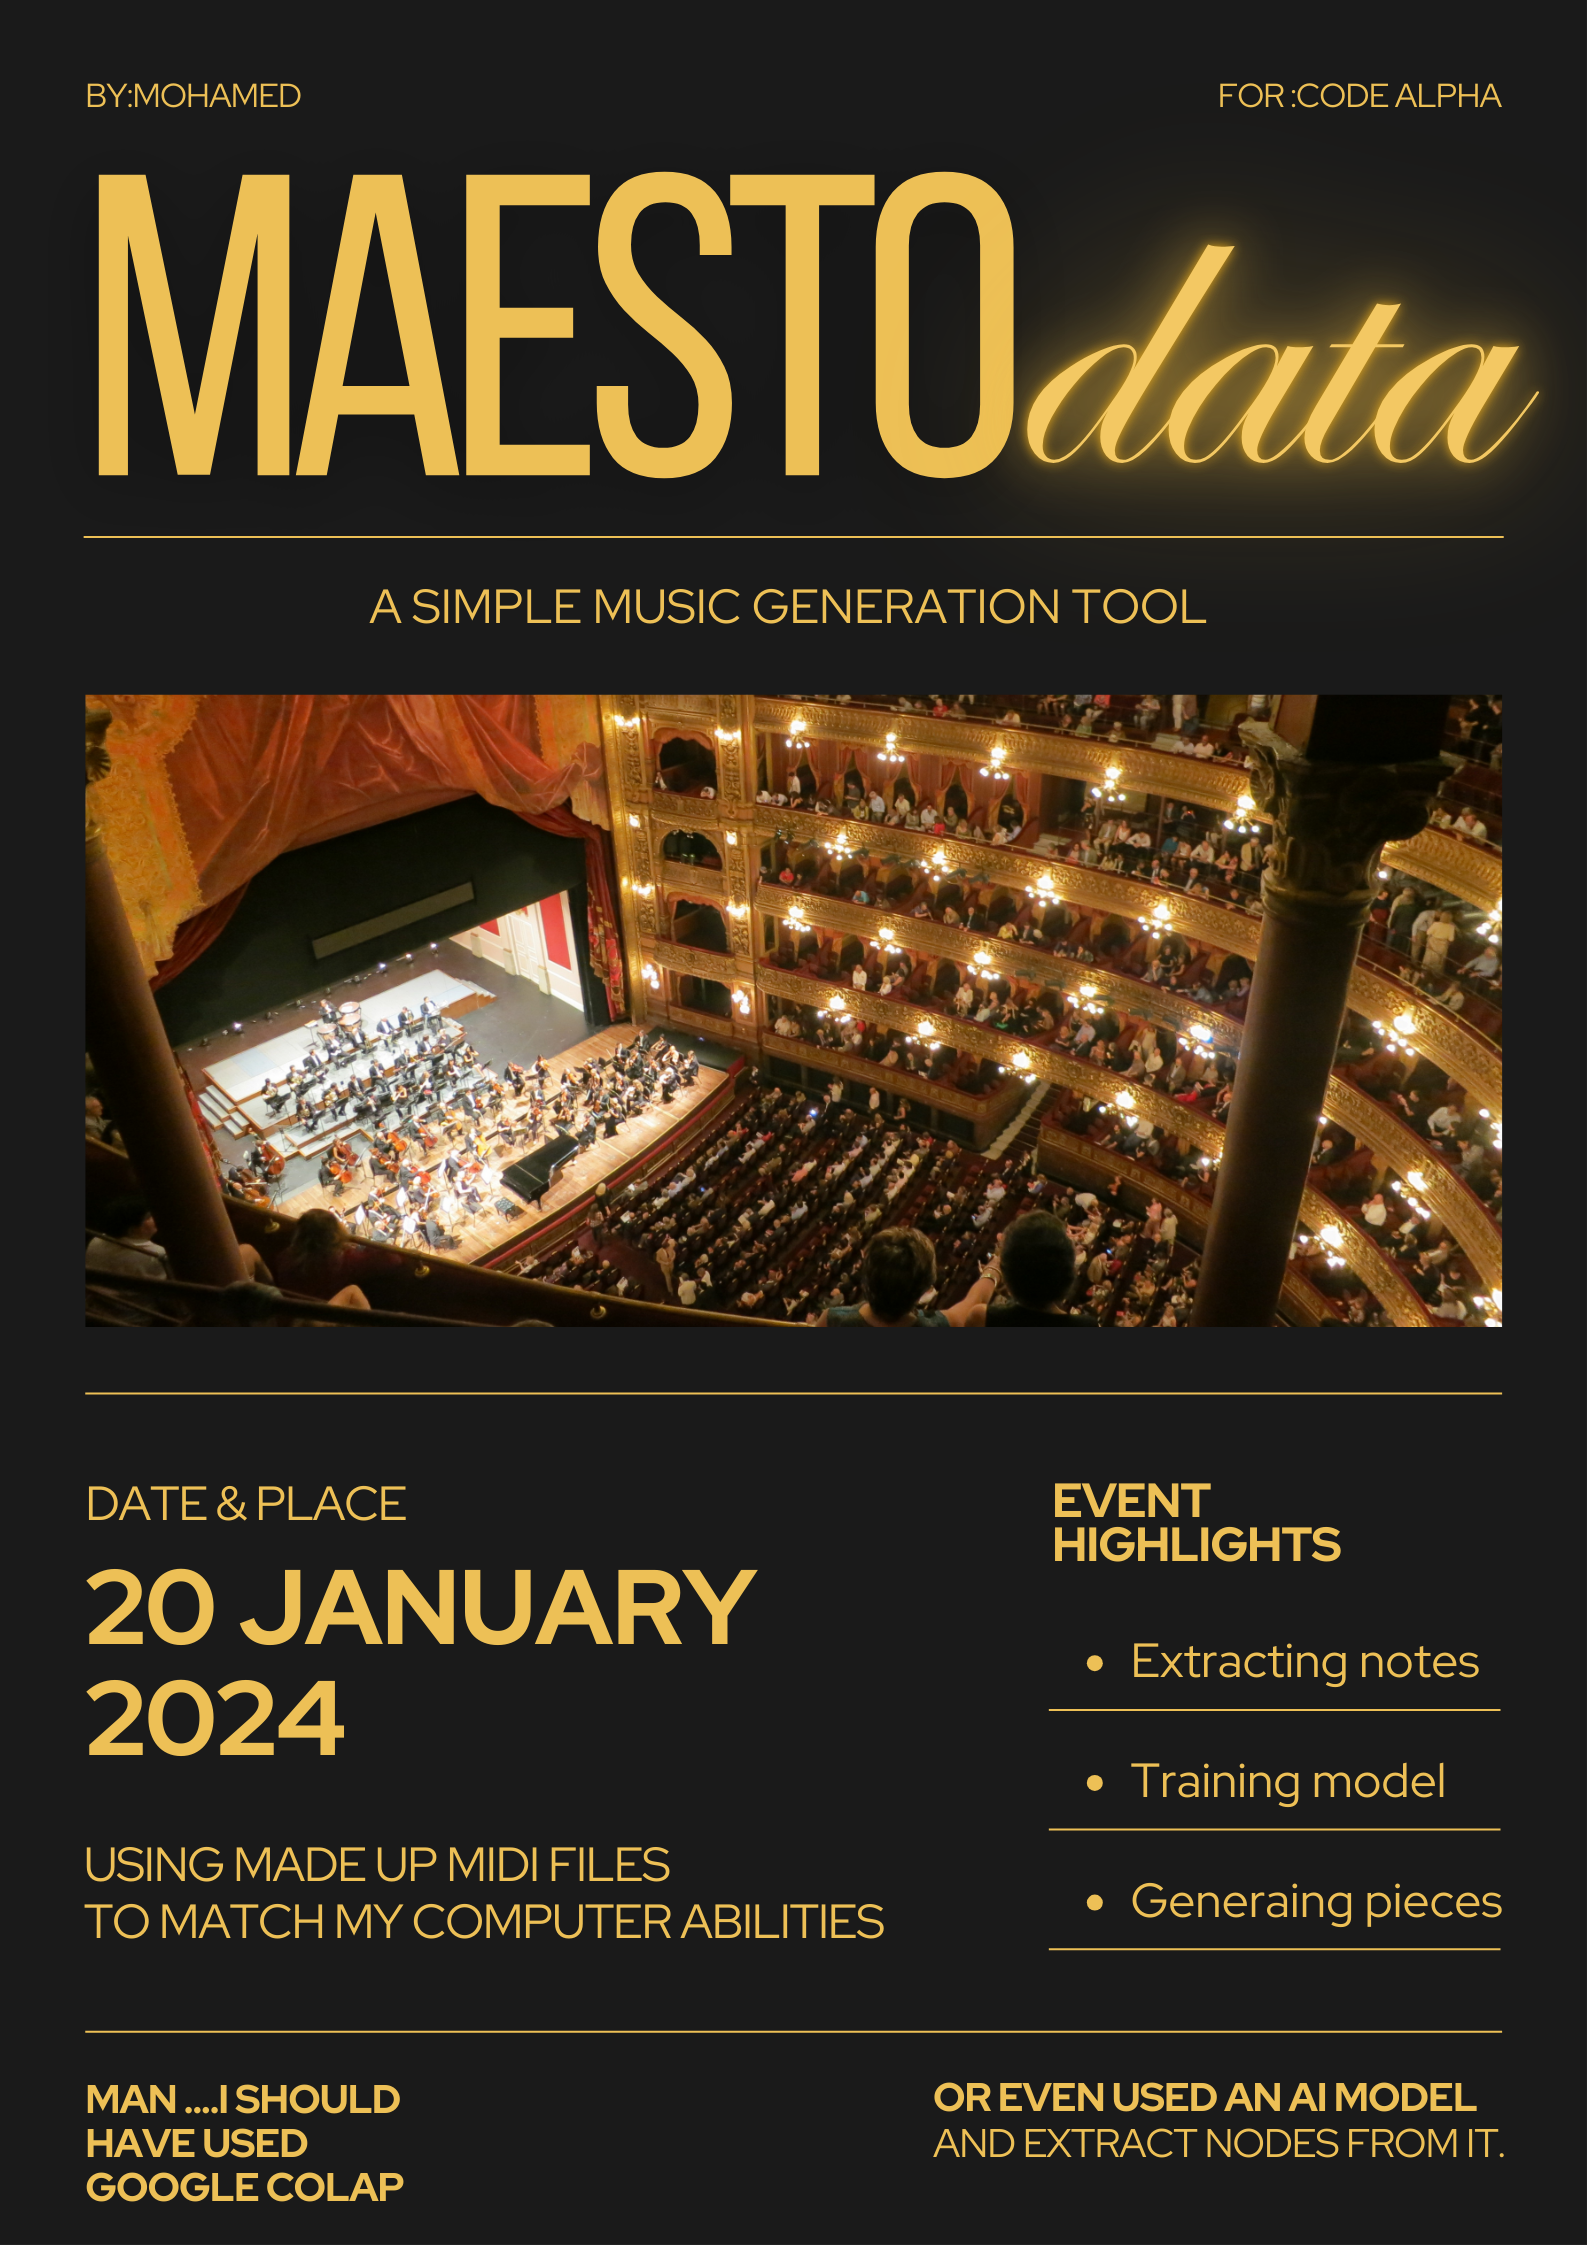 BY:MOHAMED
FOR :CODE ALPHA
MAESTO data
A SIMPLE MUSIC GENERATION TOOL
DATE & PLACE
20 JANUARY
2024
USING MADE UP MIDI FILES
TO MATCH MY COMPUTER ABILITIES
EVENT
HIGHLIGHTS
• Extracting notes
• Training model
• Generaing pieces
MAN ....I SHOULD
HAVE USED
GOOGLE COLAP
OR EVEN USED AN AI MODEL
AND EXTRACT NODES FROM IT.